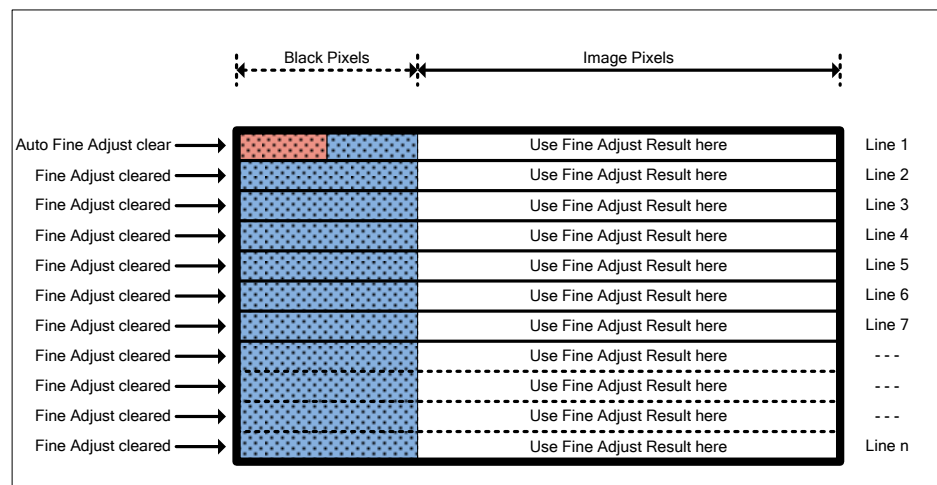 Black Pixels Image Pixels
Auto Fine Adjust clear Use Fine Adjust Result here Line 1
Fine Adjust cleared Use Fine Adjust Result here Line 2
Fine Adjust cleared Use Fine Adjust Result here Line 3
Fine Adjust cleared Use Fine Adjust Result here Line 4
Fine Adjust cleared Use Fine Adjust Result here Line 5
Fine Adjust cleared Use Fine Adjust Result here Line 6
Fine Adjust cleared Use Fine Adjust Result here Line 7
Fine Adjust cleared Use Fine Adjust Result here - - -
Fine Adjust cleared Use Fine Adjust Result here - - -
Fine Adjust cleared Use Fine Adjust Result here - - -
Fine Adjust cleared Use Fine Adjust Result here Line n